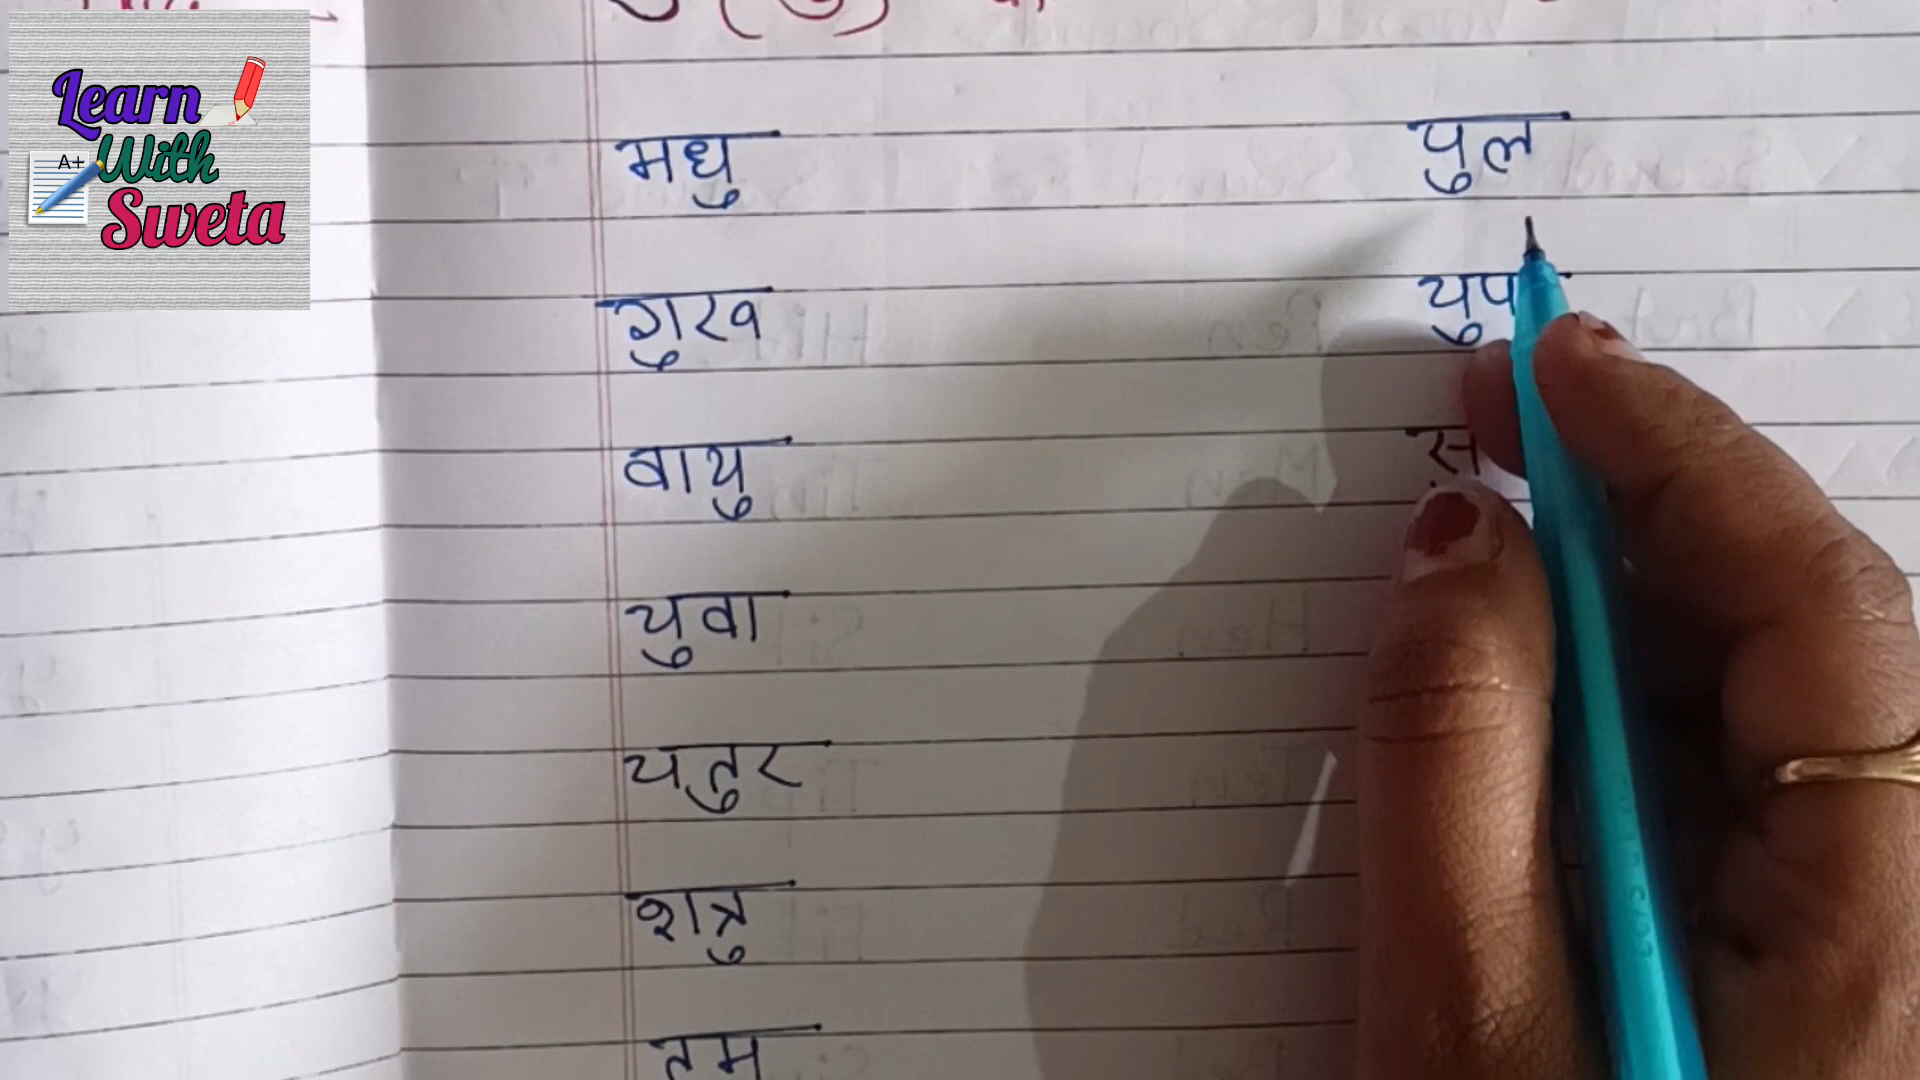 Learn
With
Sweta
A+
मधु
पुल
चुप
वायु
युवा
चतुर
शत्रु